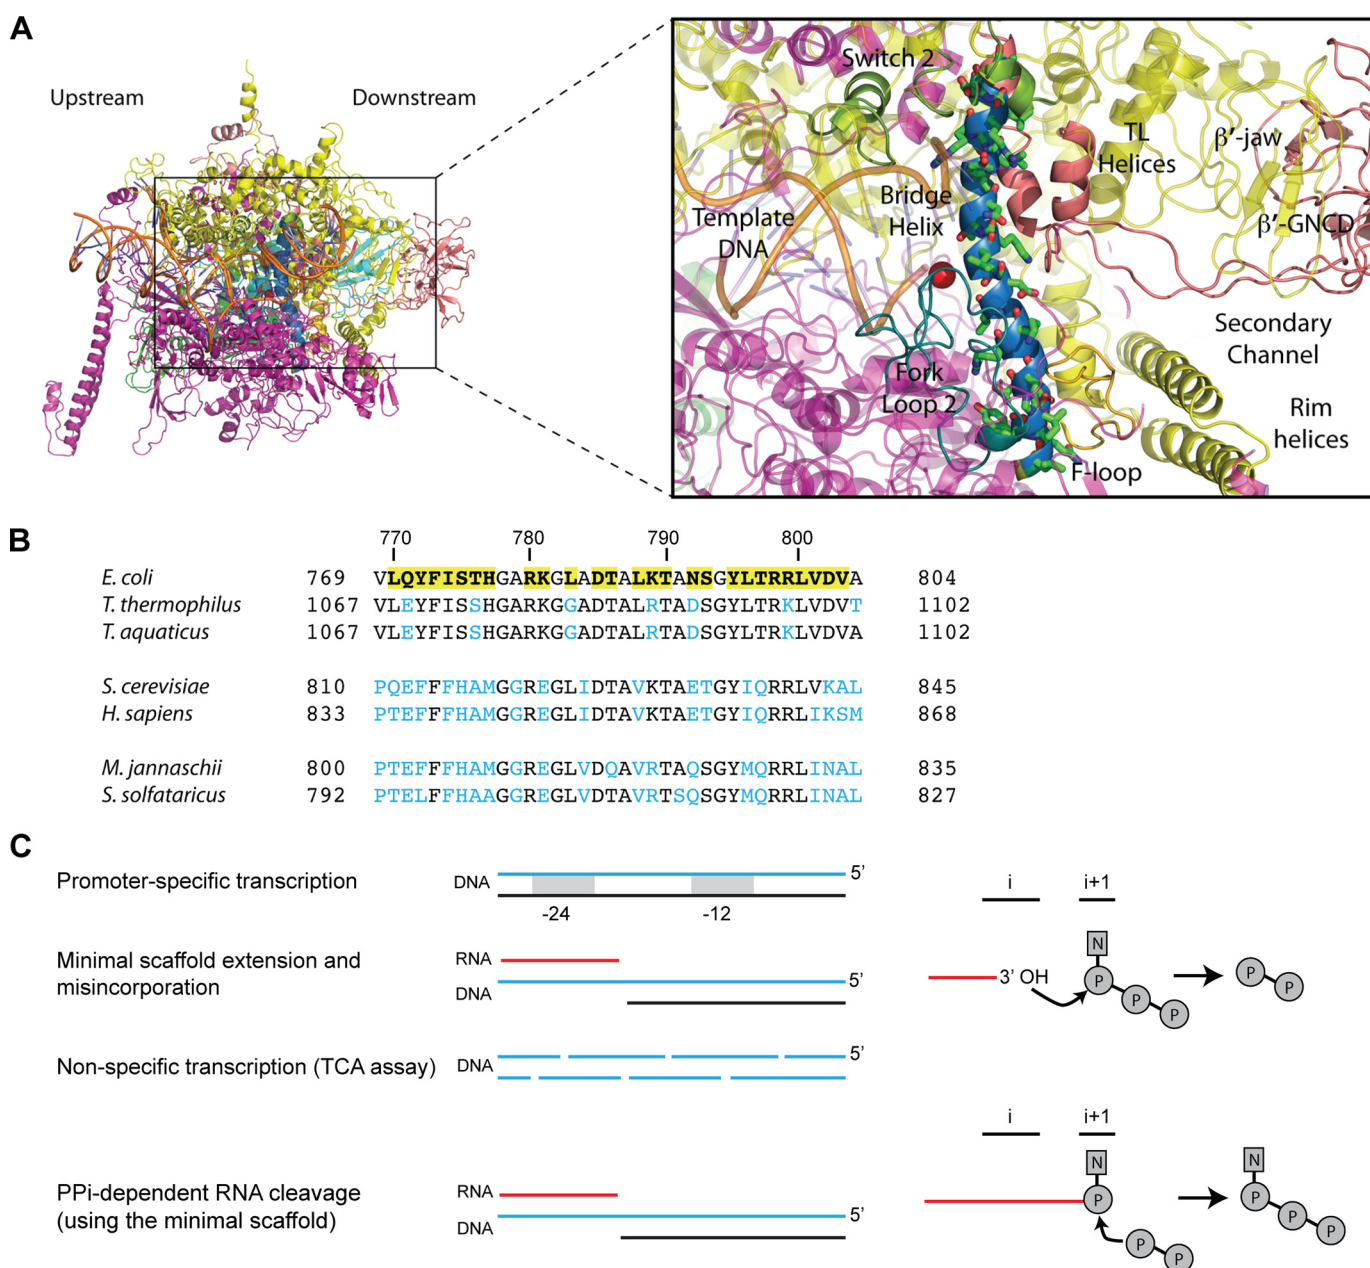 A
Upstream
Downstream
Switch 2
TL
Helices
β′-jaw
Bridge
Helix
Template
DNA
β′-GNCD
Secondary
Channel
Fork
Loop 2
Rim
helices
F-loop
B
770 780 790 800
E. coli 769 VLQYFISTHGARKGLADTALKTANSGYLTRRLVDVA 804
T. thermophilus 1067 VLEYFISSHGARKGGADTALRTADSGYLTRKLVDVT 1102
T. aquaticus 1067 VLEYFISSHGARKGGADTALRTADSGYLTRKLVDVA 1102
S. cerevisiae 810 PQEFFFHAMGGREGLIDTAVKTAETGYIQRRLVKAL 845
H. sapiens 833 PTEFFFHAMGGREGLIDTAVKTAETGYIQRRLIKSM 868
M. jannaschii 800 PTEFFFHAMGGREGLVDQAVRTAQSGYMQRRLINAL 835
S. solfataricus 792 PTELFFHAAGGREGLVDTAVRTSQSGYMQRRLINAL 827
C
Promoter-specific transcription
DNA
5’
-24 -12
i i+1
Minimal scaffold extension and
misincorporation
RNA
DNA
5’
N
3’ OH P P P
P P
Non-specific transcription (TCA assay)
DNA
5’
i i+1
PPi-dependent RNA cleavage
(using the minimal scaffold)
RNA
DNA
5’
N
P
P P
N
P P P